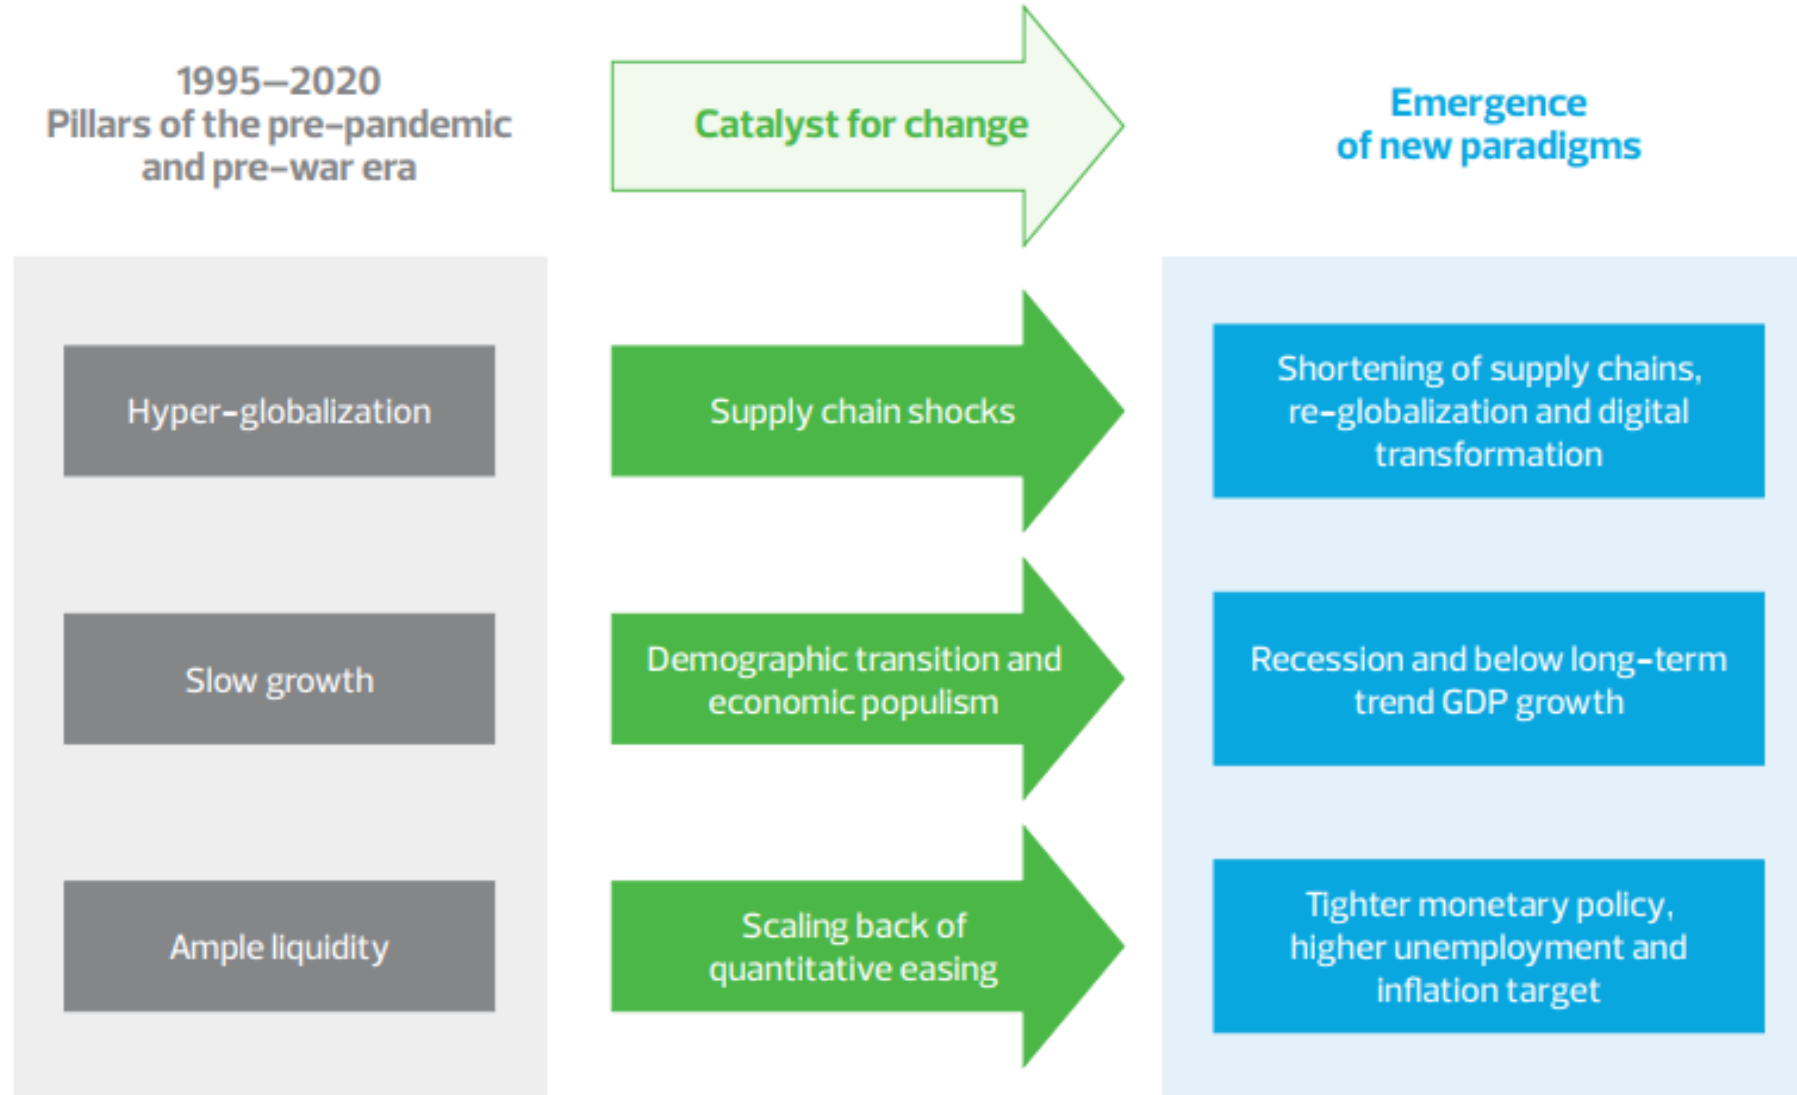 1995–2020
Pillars of the pre-pandemic
and pre-war era
Catalyst for change
Emergence
of new paradigms
Hyper-globalization
Supply chain shocks
Shortening of supply chains,
re-globalization and digital
transformation
Slow growth
Demographic transition and
economic populism
Recession and below long-term
trend GDP growth
Ample liquidity
Scaling back of
quantitative easing
Tighter monetary policy,
higher unemployment and
inflation target